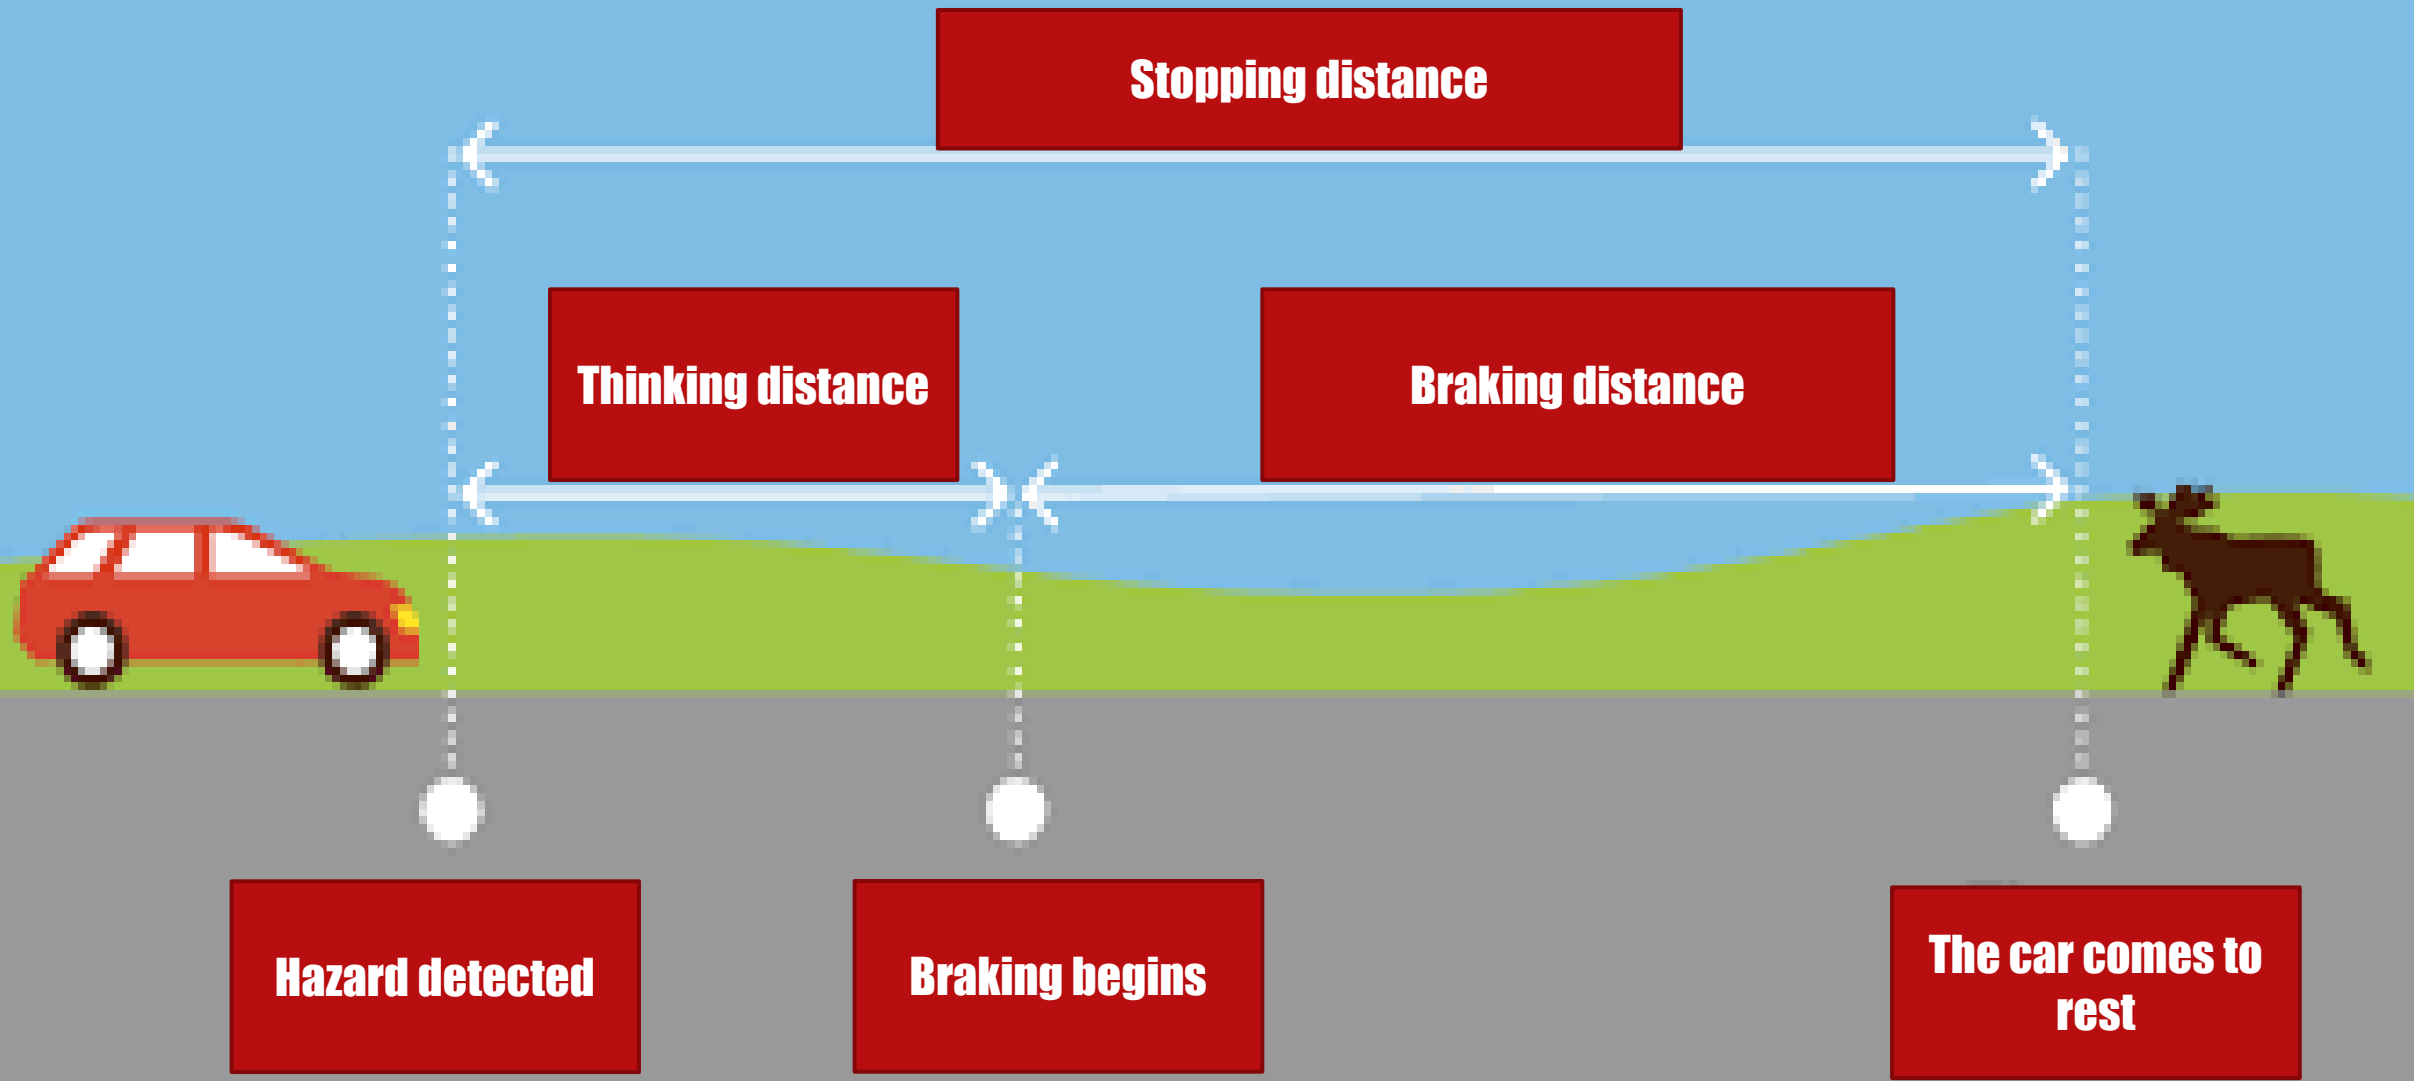 Stopping distance
Thinking distance
Braking distance
Hazard detected
Braking begins
The car comes to
rest